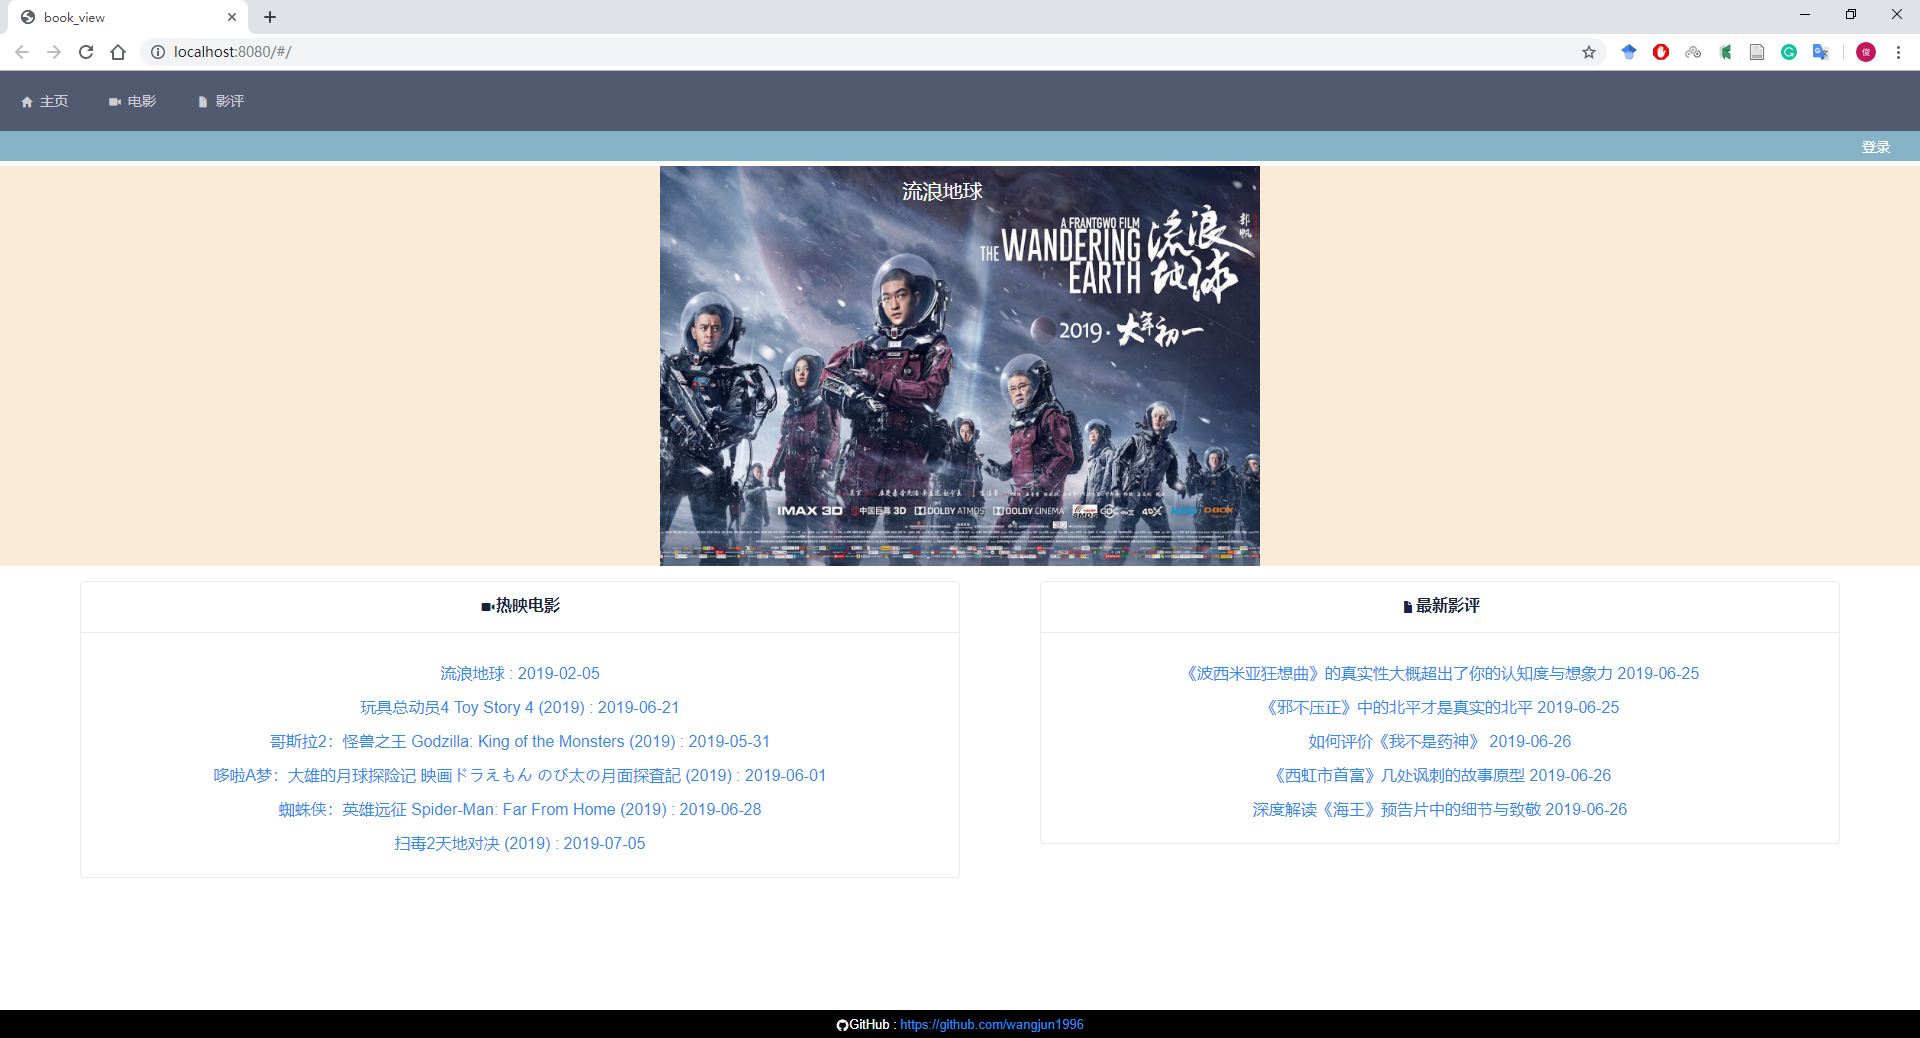 book_view
localhost:8080/#/
俊
主页
电影
影评
登录
流浪地球
A FRANTGWO FILM
THE WANDERING EARTH
流浪地球
郭帆
2019·大年初一
IMAX 3D 中国巨幕 3D DOLBY ATMOS DOLBY CINEMA 4DX D-BOX
热映电影
流浪地球 : 2019-02-05
玩具总动员4 Toy Story 4 (2019) : 2019-06-21
哥斯拉2：怪兽之王 Godzilla: King of the Monsters (2019) : 2019-05-31
哆啦A梦：大雄的月球探险记 映画ドラえもん のび太の月面探査記 (2019) : 2019-06-01
蜘蛛侠：英雄远征 Spider-Man: Far From Home (2019) : 2019-06-28
扫毒2天地对决 (2019) : 2019-07-05
最新影评
《波西米亚狂想曲》的真实性大概超出了你的认知度与想象力 2019-06-25
《邪不压正》中的北平才是真实的北平 2019-06-25
如何评价《我不是药神》 2019-06-26
《西虹市首富》几处讽刺的故事原型 2019-06-26
深度解读《海王》预告片中的细节与致敬 2019-06-26
GitHub : https://github.com/wangjun1996